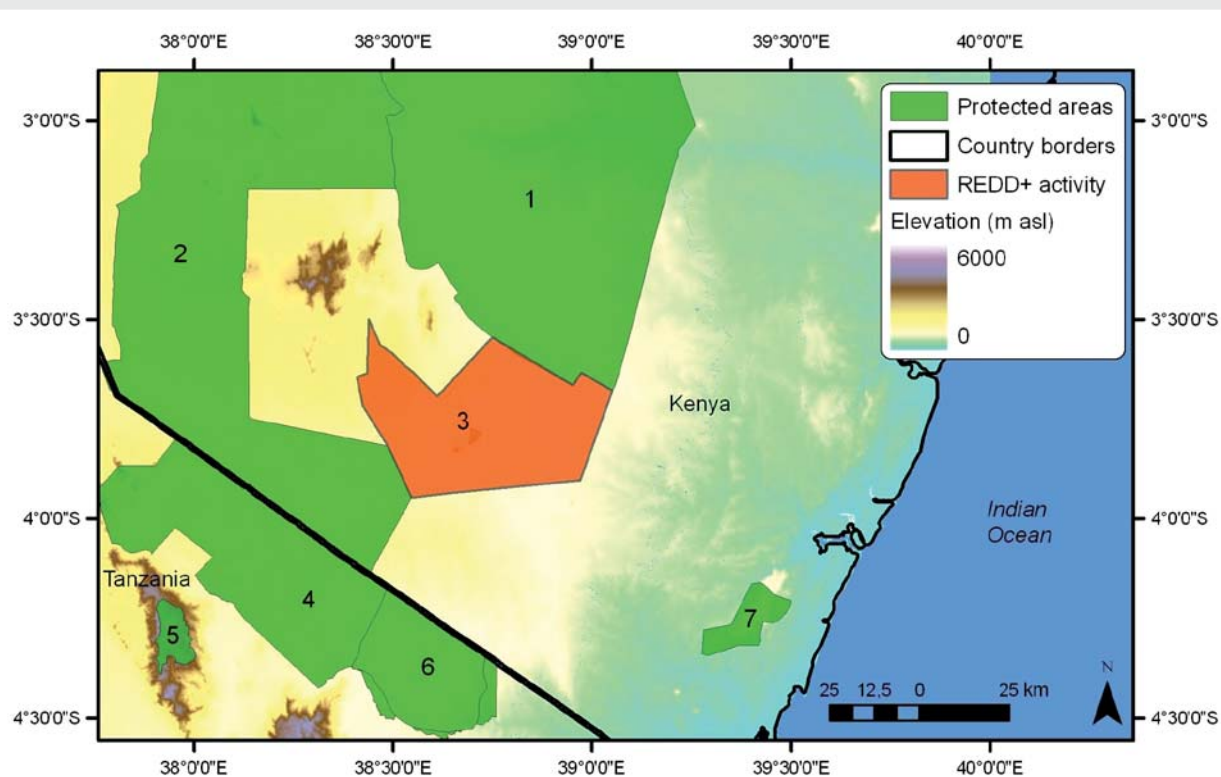 38°0'0"E 38°30'0"E 39°0'0"E 39°30'0"E 40°0'0"E
3°0'0"S 3°0'0"S
Protected areas
Country borders
REDD+ activity
Elevation (m asl)
6000
0
1
2
3°30'0"S 3°30'0"S
Kenya
3
4°0'0"S 4°0'0"S
Indian
Ocean
Tanzania
4
5
6
7
N
25 12,5 0 25 km
4°30'0"S 4°30'0"S
38°0'0"E 38°30'0"E 39°0'0"E 39°30'0"E 40°0'0"E